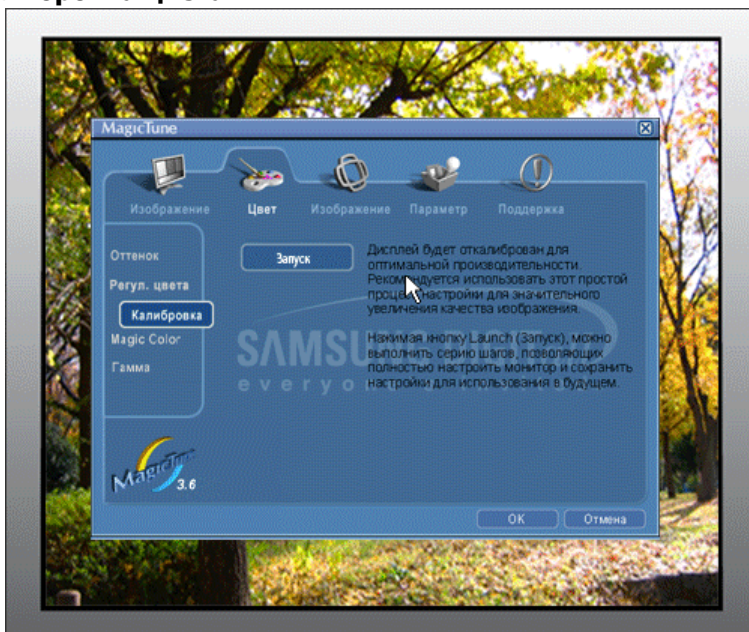 MagicTune
Изображение Цвет Изображение Параметр Поддержка
Оттенок
Регул. цвета
Калибровка
Magic Color
Гамма
Запуск
Дисплей будет откалиброван для
оптимальной производительности.
Рекомендуется использовать этот простой
настройки для значительного
увеличения качества изображения.
Нажимая кнопку Launch (Запуск), можно
выполнить серию шагов, позволяющих
полностью настроить монитор и сохранить
настройки для использования в будущем.
SAMSUNG
everyone
MagicTune
3.6
OK Отмена